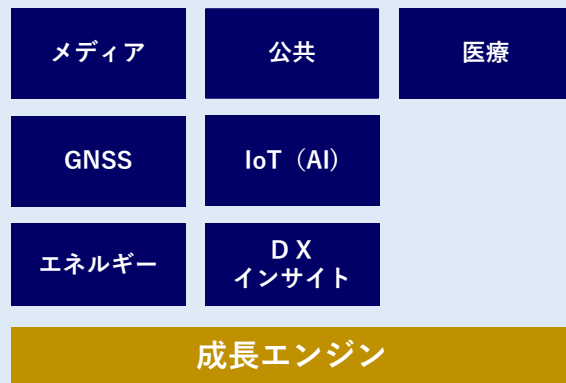 メディア
公共
医療
GNSS
IoT（AI）
エネルギー
ＤＸ
インサイト
成長エンジン